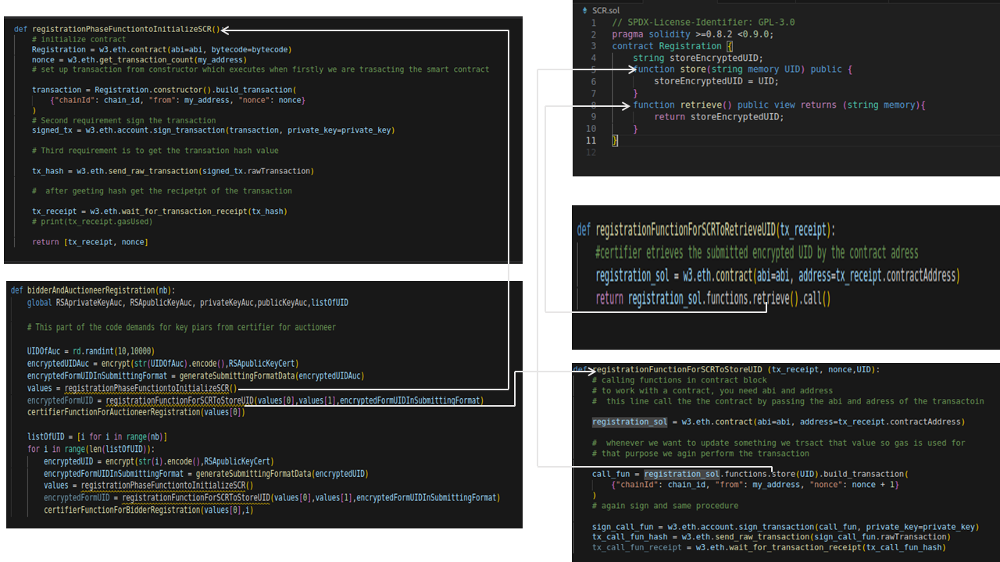 def registrationPhaseFunctiontoInitializeSCR():
# initialize contract
Registration = w3.eth.contract(abi=abi, bytecode=bytecode)
nonce = w3.eth.get_transaction_count(my_address)
# set up transaction from constructor which executes when firstly we are trasacting the smart contract
transaction = Registration.constructor().build_transaction(
{"chainId": chain_id, "from": my_address, "nonce": nonce}
)
# Second requirement sign the transaction
signed_tx = w3.eth.account.sign_transaction(transaction, private_key=private_key)
# Third requirement is to get the transation hash value
tx_hash = w3.eth.send_raw_transaction(signed_tx.rawTransaction)
#  after geeting hash get the recipetpt of the transaction
tx_receipt = w3.eth.wait_for_transaction_receipt(tx_hash)
# print(tx_receipt.gasUsed)
return [tx_receipt, nonce]
def bidderAndAuctioneerRegistration(nb):
global RSAprivateKeyAuc, RSApublicKeyAuc, privateKeyAuc,publicKeyAuc,listOfUID
# This part of the code demands for key piars from certifier for auctioneer
UIDOfAuc = rd.randint(10,10000)
encryptedUIDAuc = encrypt(str(UIDOfAuc).encode(),RSApublicKeyCert)
encryptedFormUIDInSubmittingFormat = generateSubmittingFormatData(encryptedUIDAuc)
values = registrationPhaseFunctiontoInitializeSCR()
encryptedFormUID = registrationFunctionForSCRToStoreUID(values[0],values[1],encryptedFormUIDInSubmittingFormat)
certifierFunctionForAuctioneerRegistration(values[0])
listOfUID = [i for i in range(nb)]
for i in range(len(listOfUID)):
encryptedUID = encrypt(str(i).encode(),RSApublicKeyCert)
encryptedFormUIDInSubmittingFormat = generateSubmittingFormatData(encryptedUID)
values = registrationPhaseFunctiontoInitializeSCR()
encryptedFormUID = registrationFunctionForSCRToStoreUID(values[0],values[1],encryptedFormUIDInSubmittingFormat)
certifierFunctionForBidderRegistration(values[0],i)
SCR.sol
1 // SPDX-License-Identifier: GPL-3.0
2 pragma solidity >=0.8.2 <0.9.0;
3 contract Registration {
4 string storeEncryptedUID;
5 function store(string memory UID) public {
6 storeEncryptedUID = UID;
7 }
8 function retrieve() public view returns (string memory){
9 return storeEncryptedUID;
10 }
11 }
12
def registrationFunctionForSCRToRetrieveUID(tx_receipt):
#certifier etrieves the submitted encrypted UID by the contract adress
registration_sol = w3.eth.contract(abi=abi, address=tx_receipt.contractAddress)
return registration_sol.functions.retrieve().call()
def registrationFunctionForSCRToStoreUID (tx_receipt, nonce,UID):
# calling functions in contract block
# to work with a contract, you need abi and address
#  this line call the the contract by passing the abi and adress of the transactoin
registration_sol = w3.eth.contract(abi=abi, address=tx_receipt.contractAddress)
#  whenever we want to update something we trsact that value so gas is used for
# that purpose we agin perform the transaction
call_fun = registration_sol.functions.store(UID).build_transaction(
{"chainId": chain_id, "from": my_address, "nonce": nonce + 1}
)
# again sign and same procedure
sign_call_fun = w3.eth.account.sign_transaction(call_fun, private_key=private_key)
tx_call_fun_hash = w3.eth.send_raw_transaction(sign_call_fun.rawTransaction)
tx_call_fun_receipt = w3.eth.wait_for_transaction_receipt(tx_call_fun_hash)